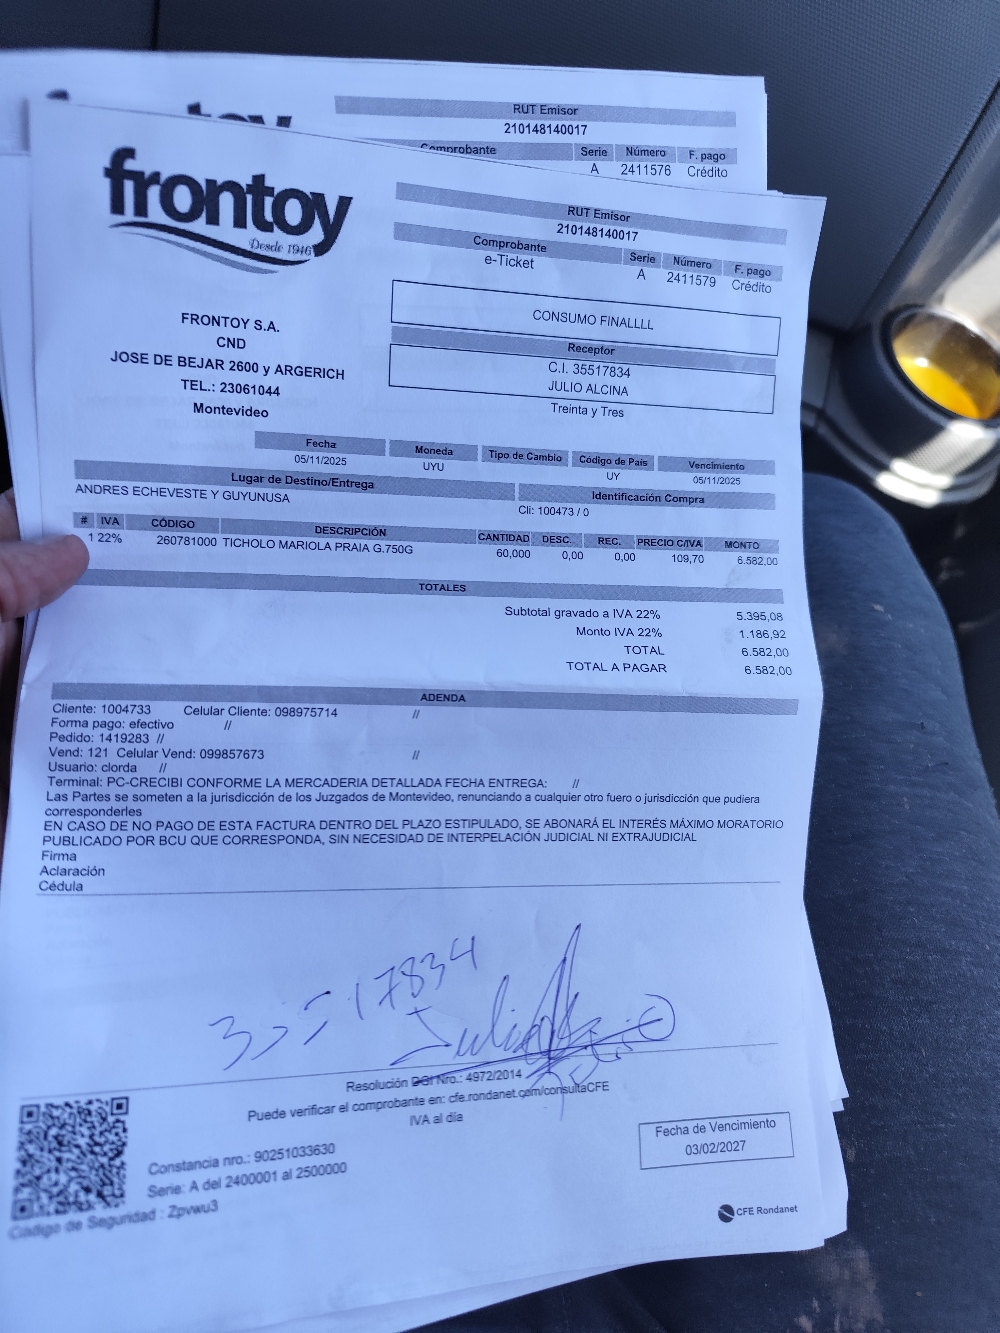 RUT Emisor
210148140017
Comprobante Serie Número F. pago
A 2411576 Crédito
frontoy
Desde 1946
RUT Emisor
210148140017
Comprobante Serie Número F. pago
e-Ticket A 2411579 Crédito
CONSUMO FINALLLL
Receptor
C.I. 35517834
JULIO ALCINA
Treinta y Tres
FRONTOY S.A.
CND
JOSE DE BEJAR 2600 y ARGERICH
TEL.: 23061044
Montevideo
Fecha Moneda Tipo de Cambio Código de País Vencimiento
05/11/2025 UYU UY 05/11/2025
Lugar de Destino/Entrega Identificación Compra
ANDRES ECHEVESTE Y GUYUNUSA Cli: 100473 / 0
# IVA CÓDIGO DESCRIPCIÓN CANTIDAD DESC. REC. PRECIO C/IVA MONTO
1 22% 260781000 TICHOLO MARIOLA PRAIA G.750G 60,000 0,00 0,00 109,70 6.582,00
TOTALES
Subtotal gravado a IVA 22% 5.395,08
Monto IVA 22% 1.186,92
TOTAL 6.582,00
TOTAL A PAGAR 6.582,00
ADENDA
Cliente: 1004733 Celular Cliente: 098975714 //
Forma pago: efectivo //
Pedido: 1419283 //
Vend: 121 Celular Vend: 099857673 //
Usuario: clorda //
Terminal: PC-CRECIBI CONFORME LA MERCADERIA DETALLADA FECHA ENTREGA: //
Las Partes se someten a la jurisdicción de los Juzgados de Montevideo, renunciando a cualquier otro fuero o jurisdicción que pudiera
corresponderles
EN CASO DE NO PAGO DE ESTA FACTURA DENTRO DEL PLAZO ESTIPULADO, SE ABONARÁ EL INTERÉS MÁXIMO MORATORIO
PUBLICADO POR BCU QUE CORRESPONDA, SIN NECESIDAD DE INTERPELACIÓN JUDICIAL NI EXTRAJUDICIAL
Firma
Aclaración
Cédula
35517834
Julio
Resolución DGI Nro.: 4972/2014
Puede verificar el comprobante en: cfe.rondanet.com/consultaCFE
IVA al día
Constancia nro.: 90251033630
Serie: A del 2400001 al 2500000
Código de Seguridad : Zpvwu3
Fecha de Vencimiento
03/02/2027
CFE Rondanet